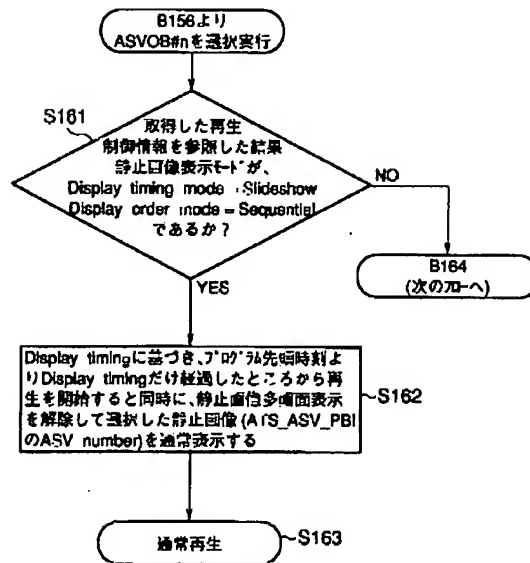 B156より
ASVOB#nを選択実行
S161
取得した再生
制御情報を参照した結果
静止画像表示モードが、
Display timing mode = Slideshow
Display order mode = Sequential
であるか?
NO
B164
(次のフローへ)
YES
Display timingに基づき、プログラム先頭時刻よ
りDisplay timingだけ経過したところから再
生を開始すると同時に、静止画像多画面表示
を解除して選択した静止画像(ATS_ASV_PBI
のASV number)を通常表示する
S162
通常再生
S163